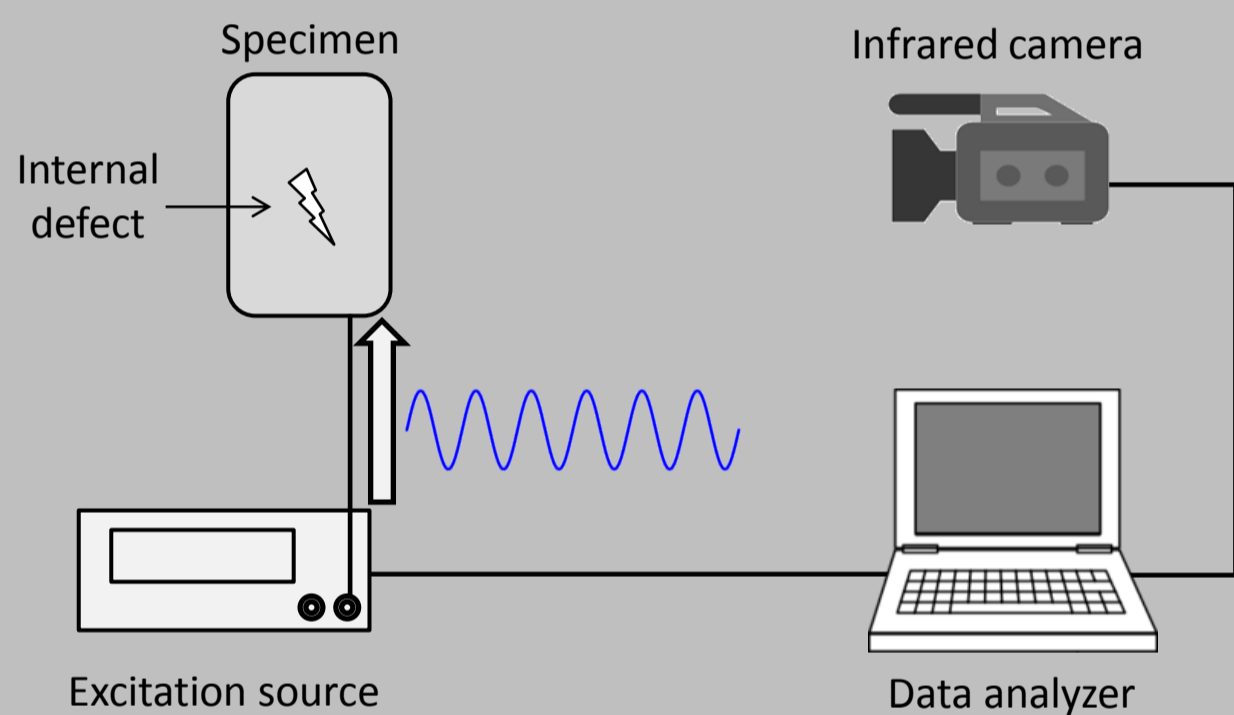 Specimen
Infrared camera
Internal
defect
Excitation source
Data analyzer